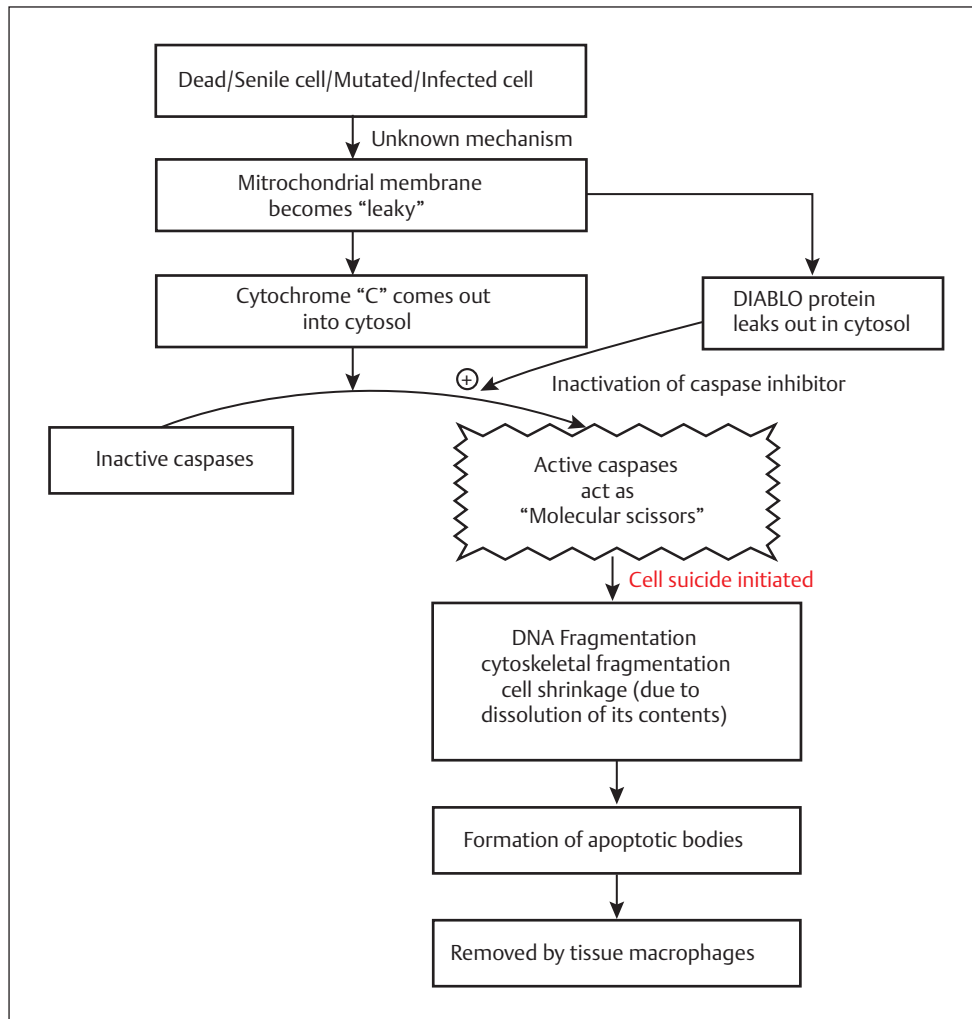 Dead/Senile cell/Mutated/Infected cell
Unknown mechanism
Mitrochondrial membrane
becomes “leaky”
Cytochrome “C” comes out
into cytosol
DIABLO protein
leaks out in cytosol
+
Inactivation of caspase inhibitor
Inactive caspases
Active caspases
act as
“Molecular scissors”
Cell suicide initiated
DNA Fragmentation
cytoskeletal fragmentation
cell shrinkage (due to
dissolution of its contents)
Formation of apoptotic bodies
Removed by tissue macrophages